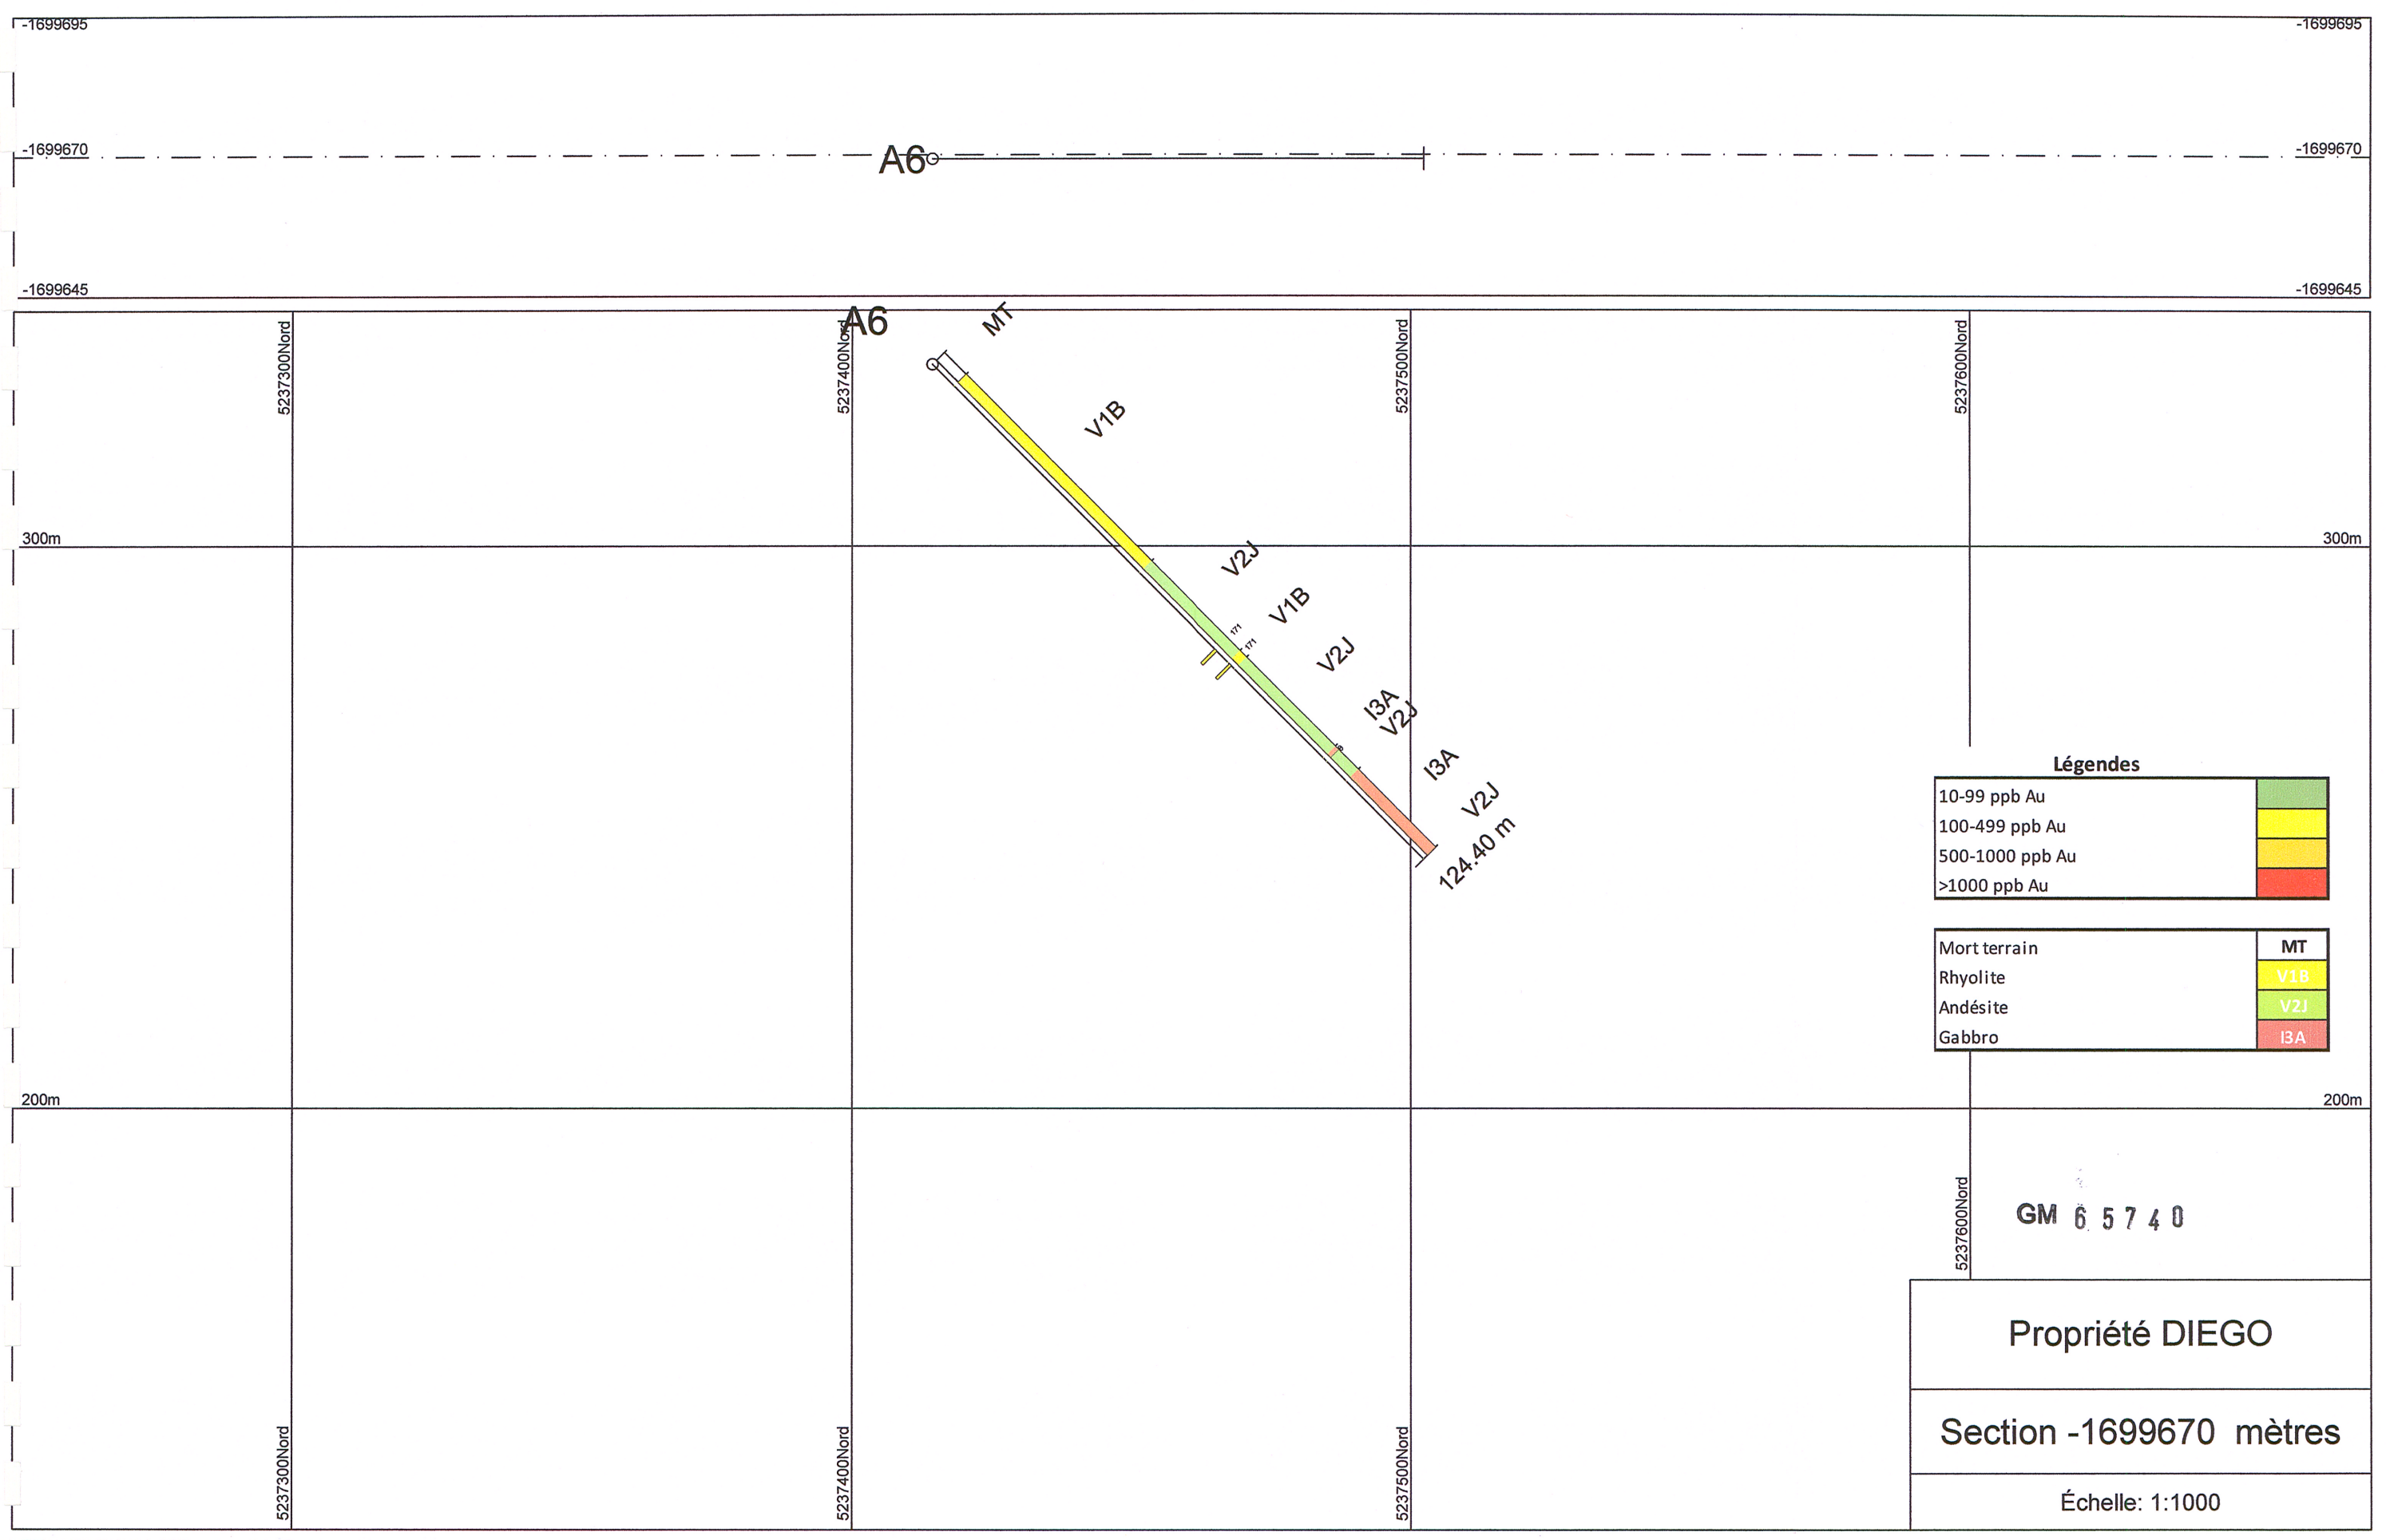 -1699695 -1699695
-1699670 A6 -1699670
-1699645 -1699645
A6
MT
5237300Nord 5237400Nord 5237500Nord 5237600Nord
V1B
300m 300m
V2J
V1B
171
171
V2J
I3A
V2J
I3A
V2J
124.40 m
Légendes
10-99 ppb Au
100-499 ppb Au
500-1000 ppb Au
>1000 ppb Au
Mort terrain MT
Rhyolite V1B
Andésite V2J
Gabbro I3A
200m 200m
5237600Nord
GM 65740
Propriété DIEGO
5237300Nord 5237400Nord 5237500Nord
Section -1699670 mètres
Échelle: 1:1000